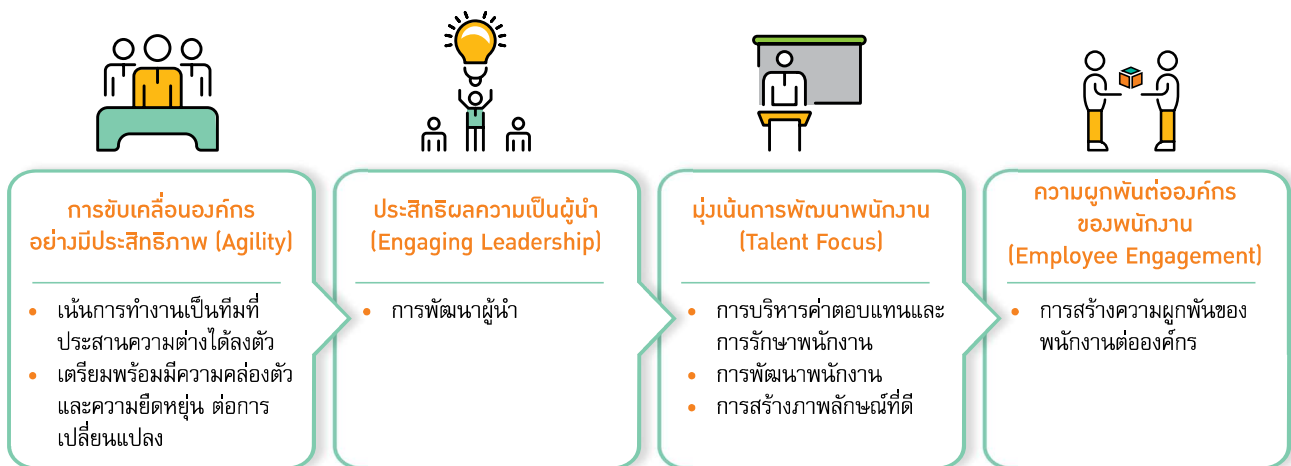 การขับเคลื่อนองค์กร
อย่างมีประสิทธิภาพ (Agility)
• เน้นการทำงานเป็นทีมที่
ประสานความต่างได้ลงตัว
• เตรียมพร้อมมีความคล่องตัว
และความยืดหยุ่น ต่อการ
เปลี่ยนแปลง
ประสิทธิผลความเป็นผู้นำ
(Engaging Leadership)
• การพัฒนาผู้นำ
มุ่งเน้นการพัฒนาพนักงาน
(Talent Focus)
• การบริหารค่าตอบแทนและ
การรักษาพนักงาน
• การพัฒนาพนักงาน
• การสร้างภาพลักษณ์ที่ดี
ความผูกพันต่อองค์กร
ของพนักงาน
(Employee Engagement)
• การสร้างความผูกพันของ
พนักงานต่อองค์กร